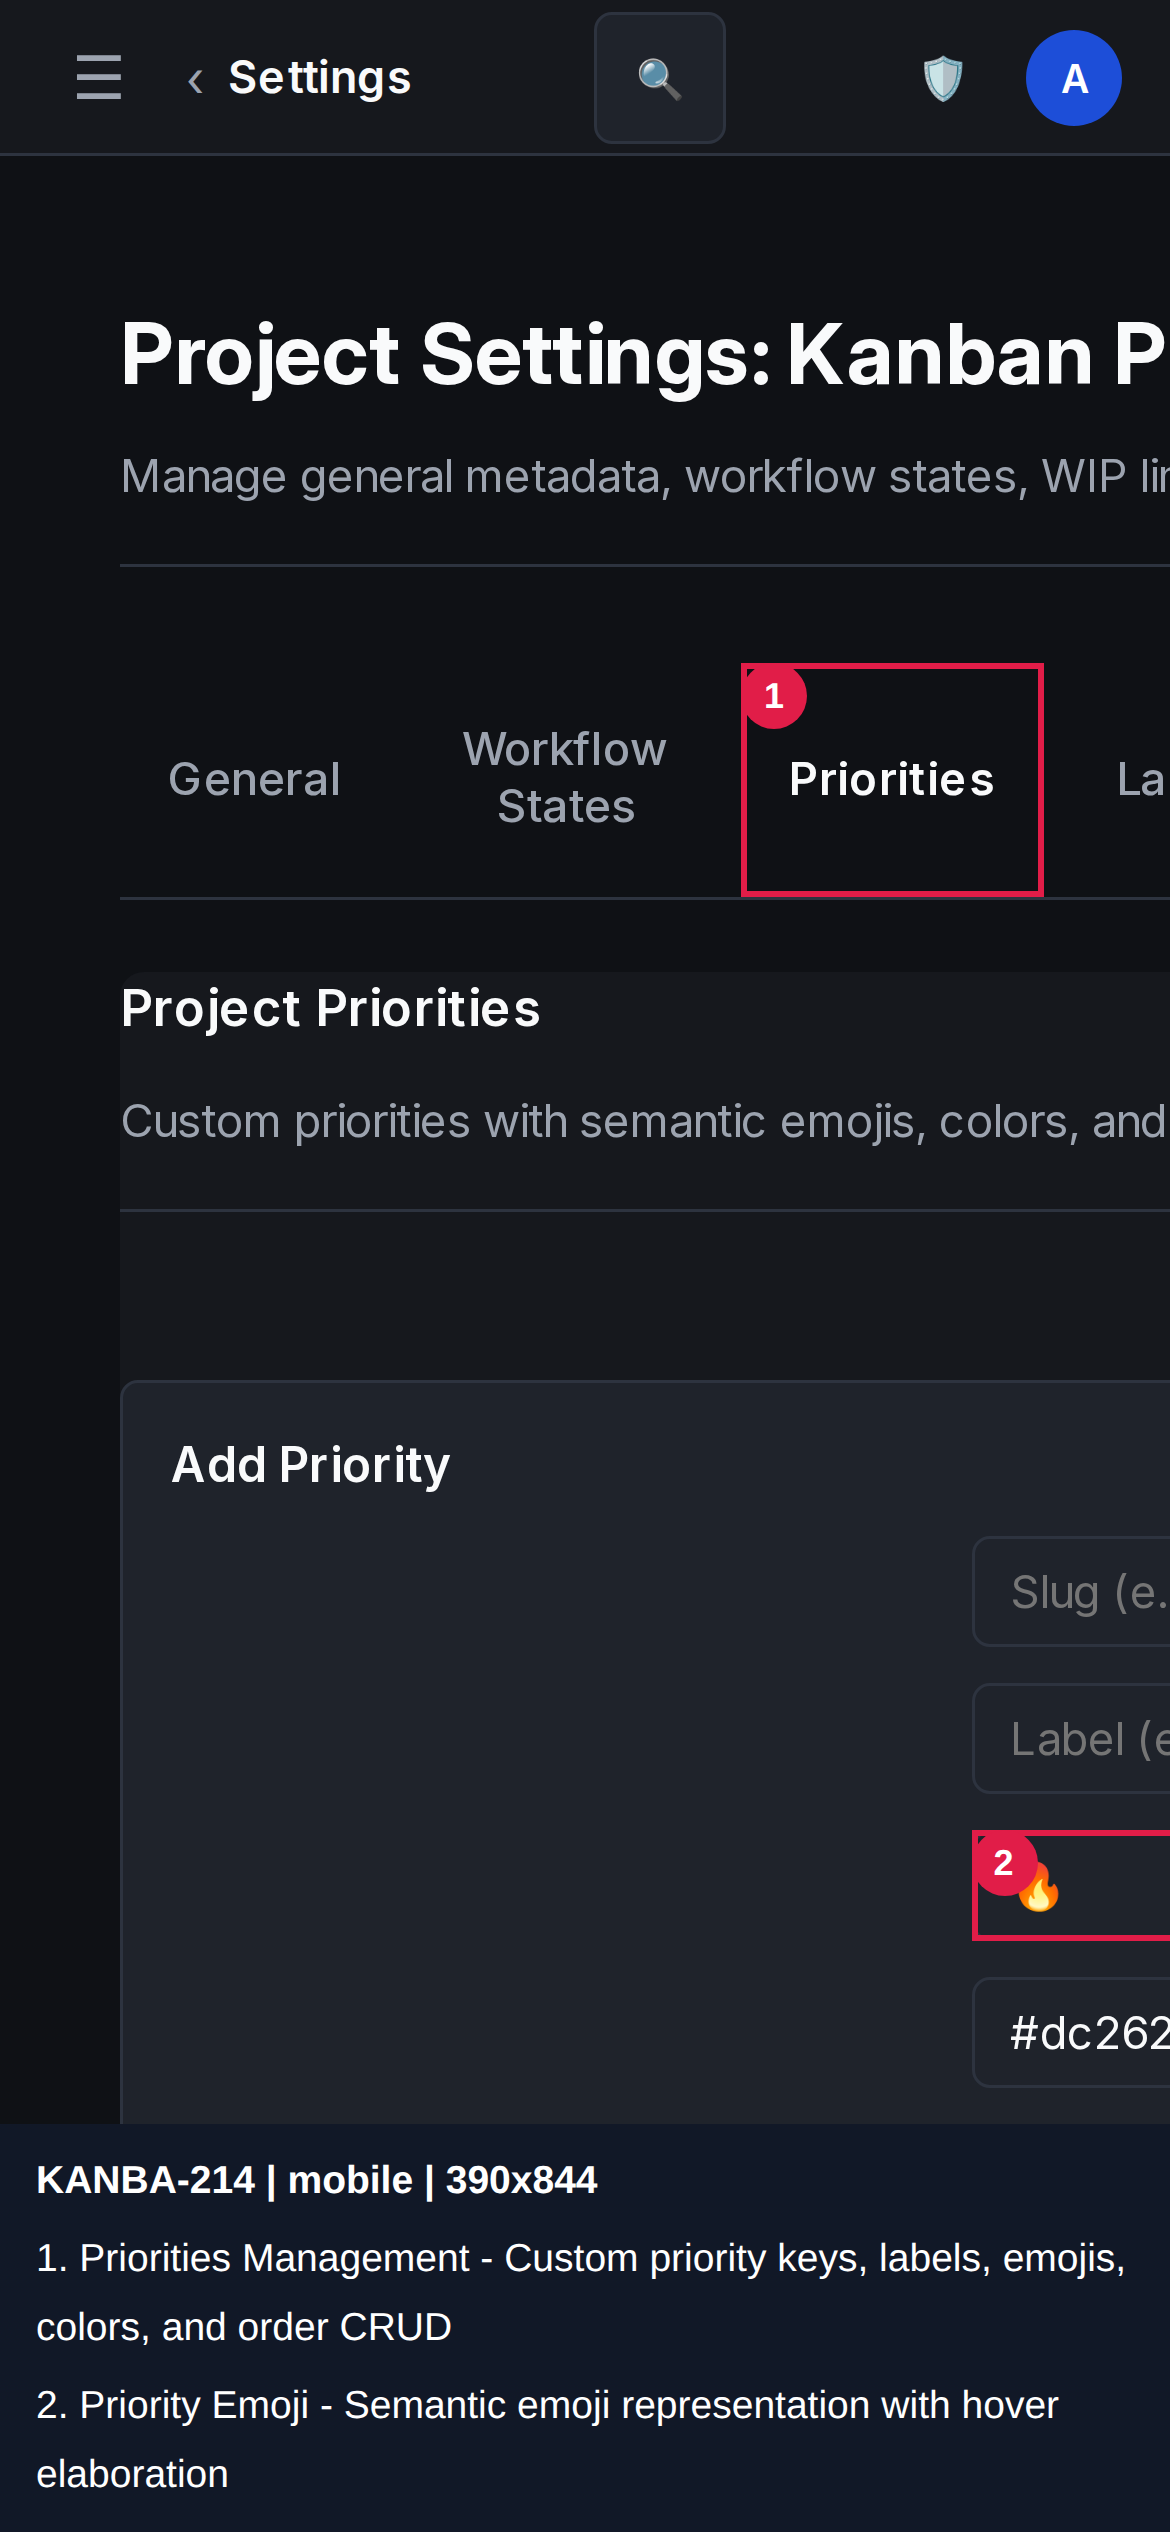 ☰ ‹ Settings 🔍 🛡️ A
Project Settings: Kanban P
Manage general metadata, workflow states, WIP
General
Workflow
States
1
Priorities
La
Project Priorities
Custom priorities with semantic emojis, colors, and
Add Priority
Slug (e.
Label (e
2 🔥
#dc262
KANBA-214 | mobile | 390x844
1. Priorities Management - Custom priority keys, labels, emojis,
colors, and order CRUD
2. Priority Emoji - Semantic emoji representation with hover
elaboration